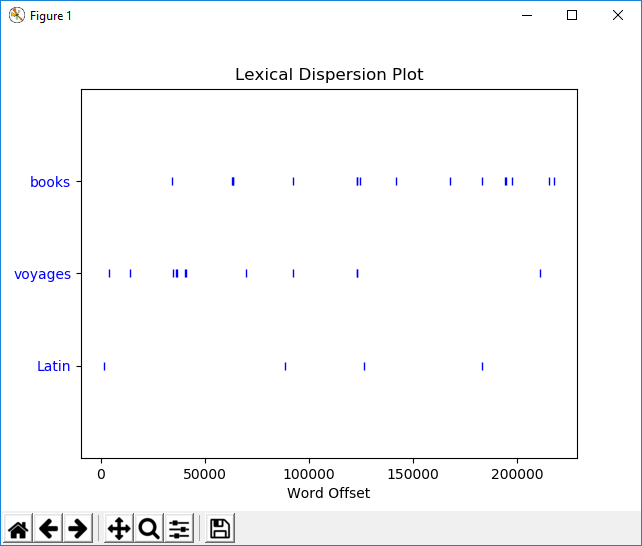 Figure 1
Lexical Dispersion Plot
books
voyages
Latin
0 50000 100000 150000 200000
Word Offset